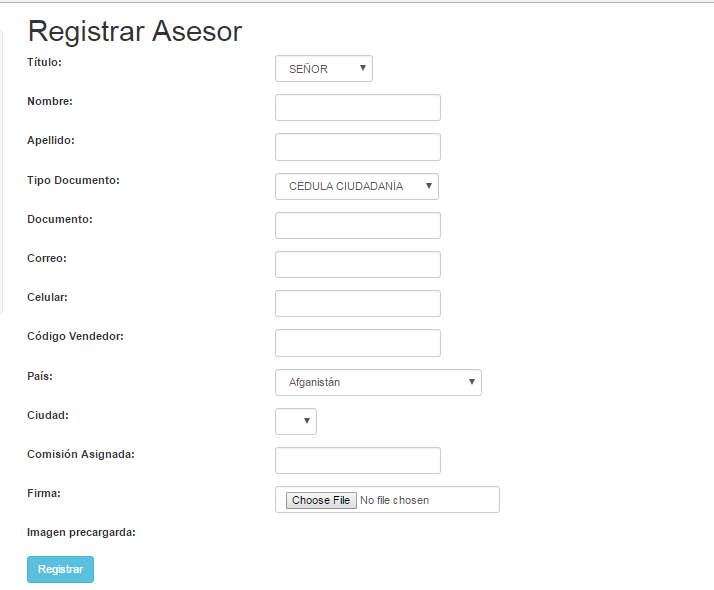 Registrar Asesor
Título: SEÑOR
Nombre:
Apellido:
Tipo Documento: CÉDULA CIUDADANÍA
Documento:
Correo:
Celular:
Código Vendedor:
País: Afganistán
Ciudad:
Comisión Asignada:
Firma: Choose File No file chosen
Imagen precargarda:
Registrar